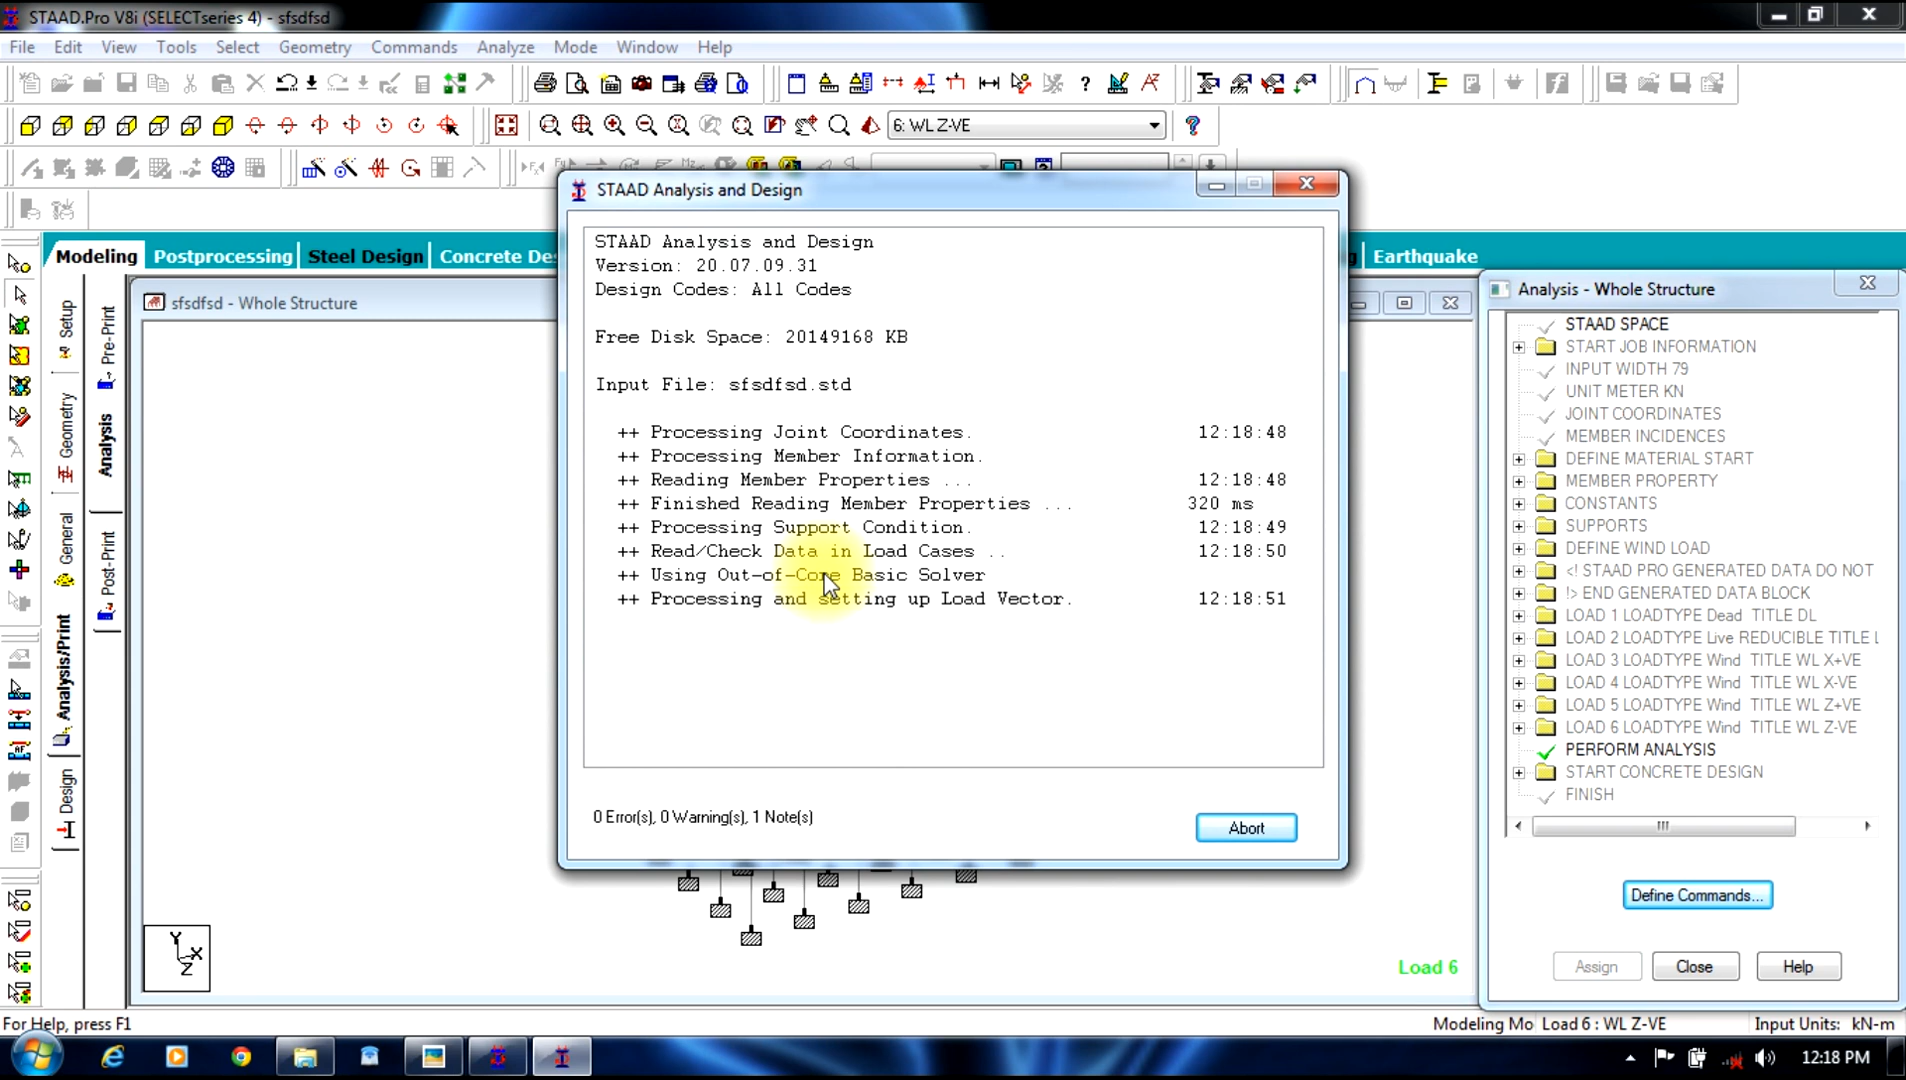 STAAD.Pro V8i (SELECTseries 4) - sfsdfsd
File Edit View Tools Select Geometry Commands Analyze Mode Window Help
6: WL Z-VE
Modeling Postprocessing Steel Design Concrete De Earthquake
sfsdfsd - Whole Structure
Setup
Geometry
General
Analysis/Print
Design
Pre-Print
Analysis
Post-Print
STAAD Analysis and Design
STAAD Analysis and Design
Version: 20.07.09.31
Design Codes: All Codes
Free Disk Space: 20149168 KB
Input File: sfsdfsd.std
++ Processing Joint Coordinates. 12:18:48
++ Processing Member Information.
++ Reading Member Properties ... 12:18:48
++ Finished Reading Member Properties ... 320 ms
++ Processing Support Condition. 12:18:49
++ Read/Check Data in Load Cases .. 12:18:50
++ Using Out-of-Core Basic Solver
++ Processing and setting up Load Vector. 12:18:51
0 Error(s), 0 Warning(s), 1 Note(s)
Abort
Analysis - Whole Structure
STAAD SPACE
START JOB INFORMATION
INPUT WIDTH 79
UNIT METER KN
JOINT COORDINATES
MEMBER INCIDENCES
DEFINE MATERIAL START
MEMBER PROPERTY
CONSTANTS
SUPPORTS
DEFINE WIND LOAD
<! STAAD PRO GENERATED DATA DO NOT
!> END GENERATED DATA BLOCK
LOAD 1 LOADTYPE Dead TITLE DL
LOAD 2 LOADTYPE Live REDUCIBLE TITLE L
LOAD 3 LOADTYPE Wind TITLE WL X+VE
LOAD 4 LOADTYPE Wind TITLE WL X-VE
LOAD 5 LOADTYPE Wind TITLE WL Z+VE
LOAD 6 LOADTYPE Wind TITLE WL Z-VE
PERFORM ANALYSIS
START CONCRETE DESIGN
FINISH
Define Commands...
Assign Close Help
Y
X
Z
Load 6
For Help, press F1
Modeling Mo Load 6 : WL Z-VE Input Units: kN-m
12:18 PM